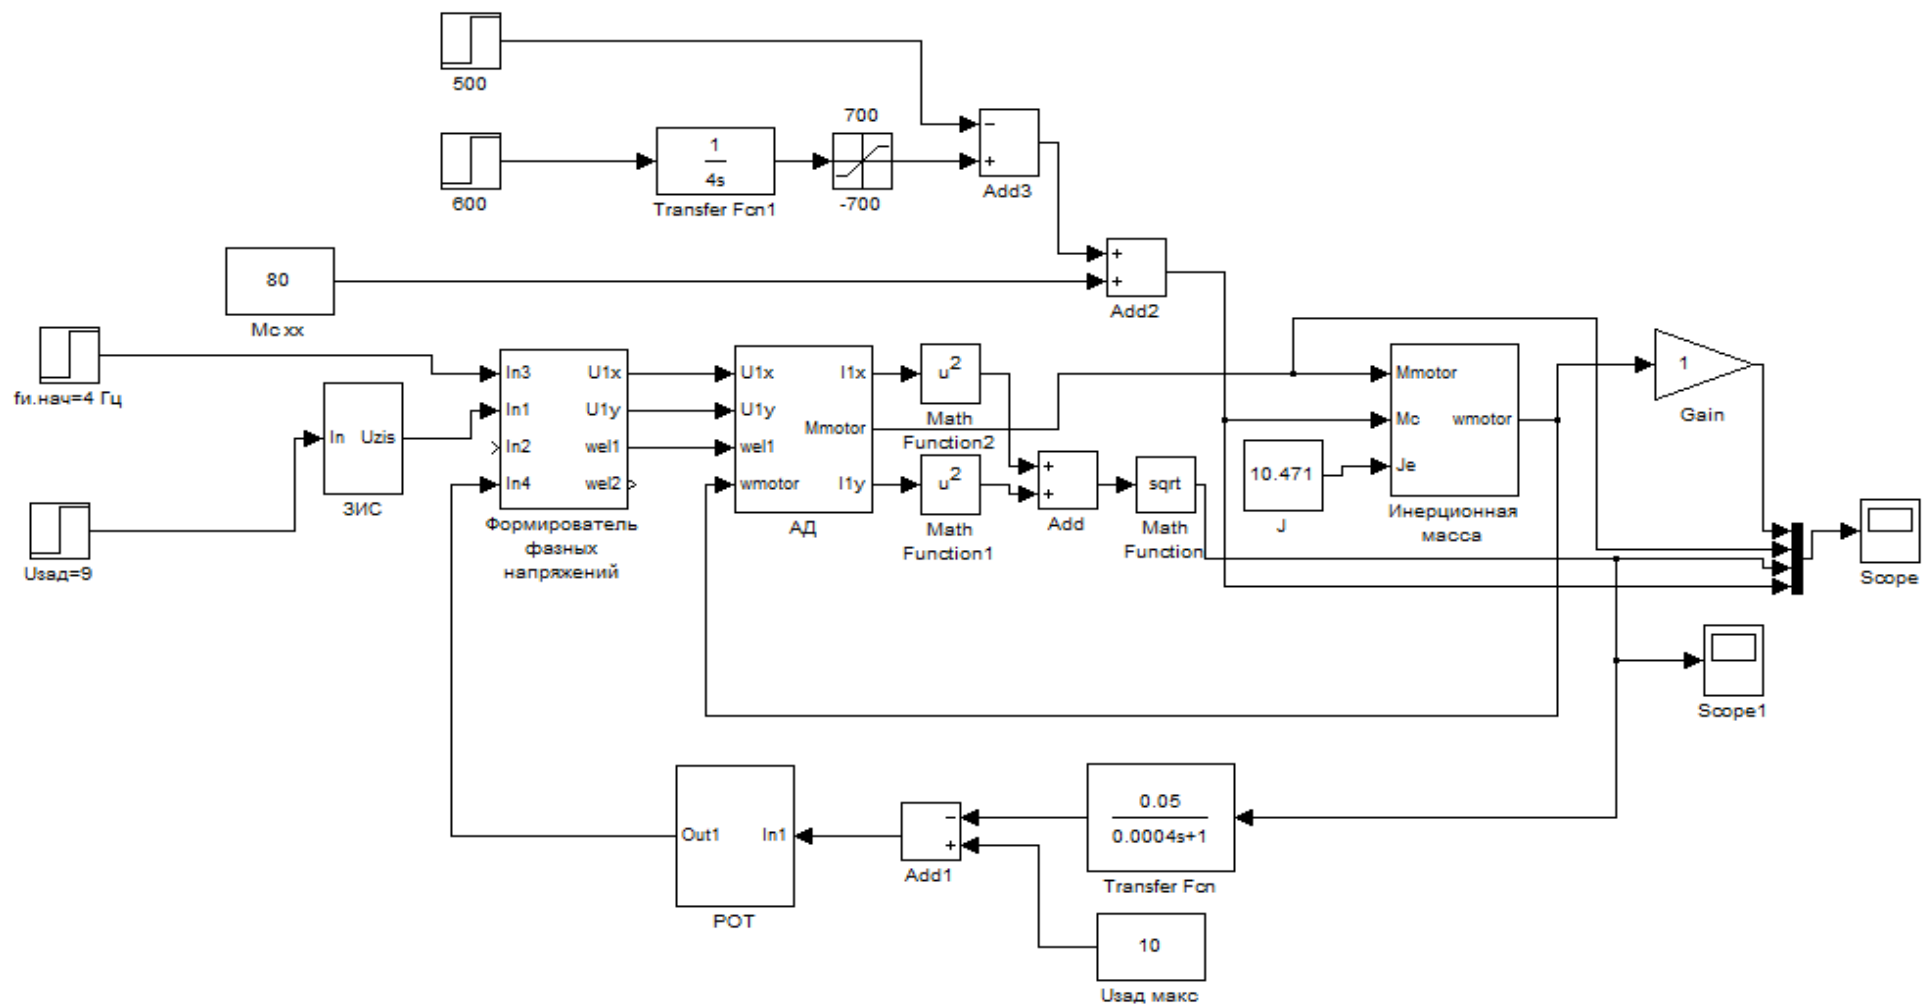 500
700
1
4s
600
Transfer Fcn1
-700
−
+
Add3
80
Mc xx
+
+
Add2
fи.нач=4 Гц
In Uzis
ЗИС
Uзад=9
In3 U1x
In1 U1y
In2 wel1
In4 wel2
Формирователь
фазных
напряжений
U1x I1x
U1y
Mmotor
wel1
wmotor I1y
АД
u2
Math
Function2
u2
Math
Function1
+
+
Add
sqrt
Math
Function
10.471
J
Mmotor
Mc wmotor
Je
Инерционная
масса
1
Gain
Scope
Scope1
Out1 In1
РОТ
−
+
Add1
0.05
0.0004s+1
Transfer Fcn
10
Uзад макс